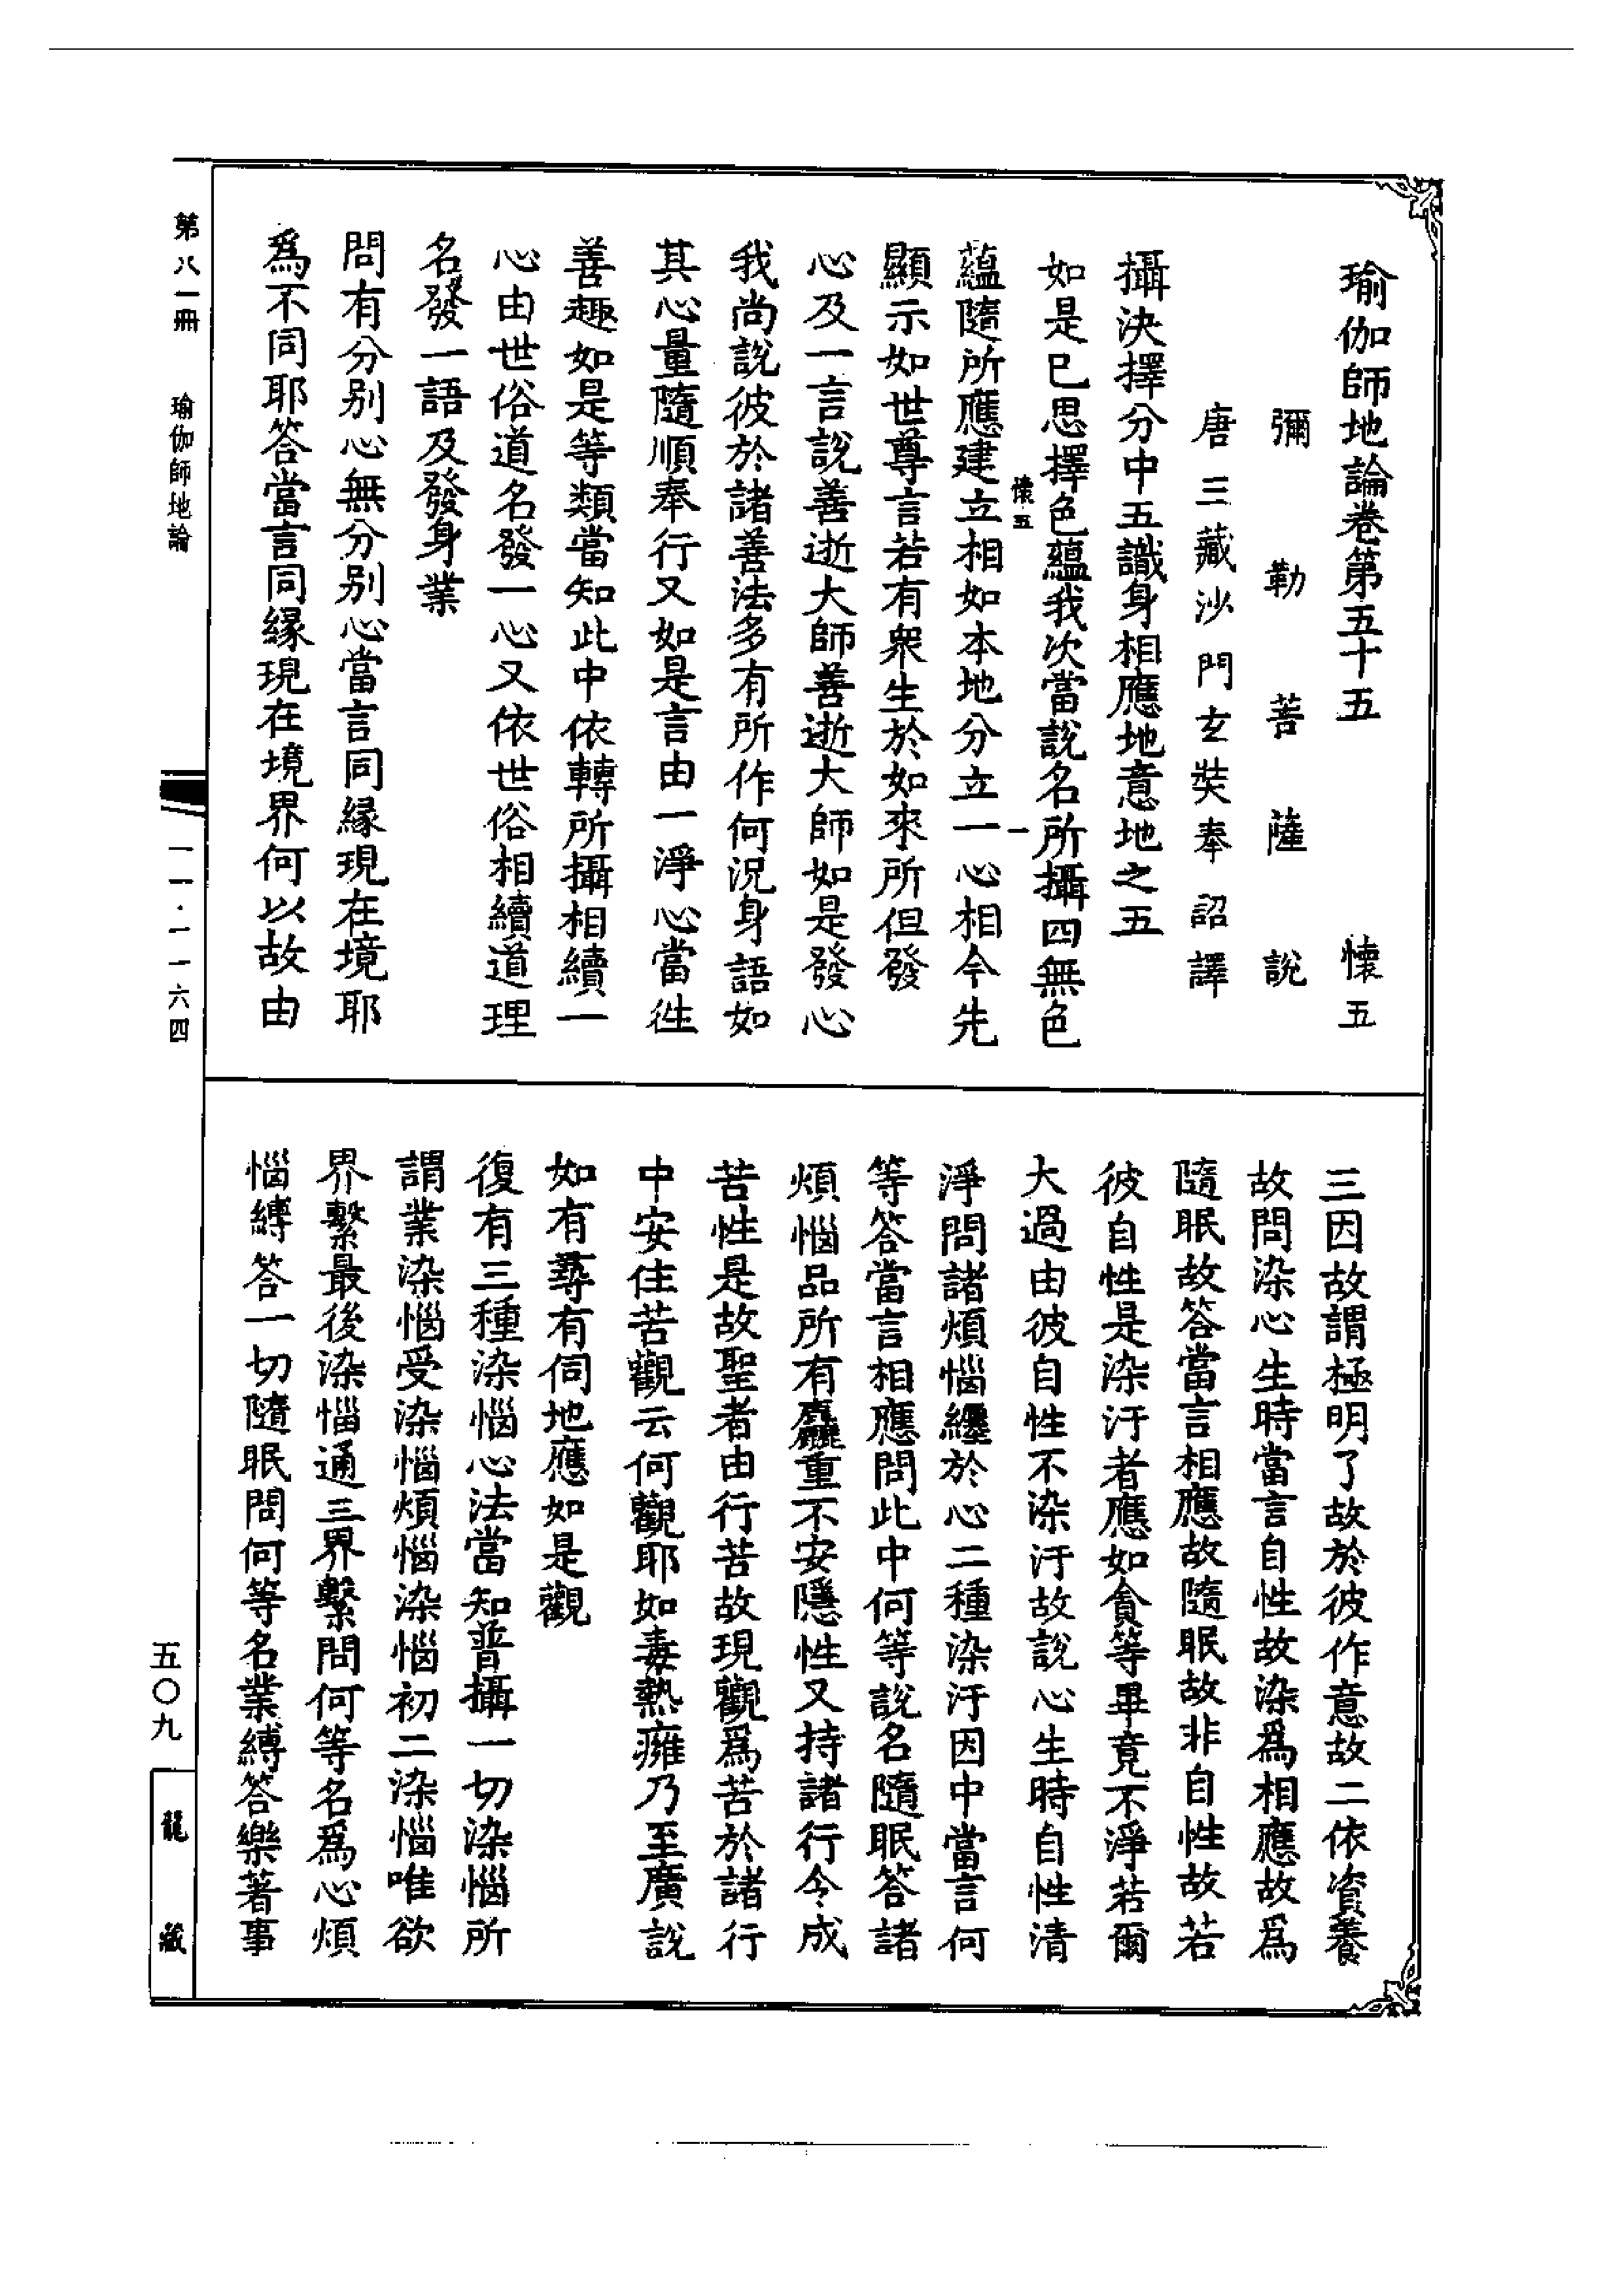 瑜伽師地論卷第五十五　懷五
彌勒菩薩說
唐三藏沙門玄奘奉詔譯
攝決擇分中五識身相應地意地之五
如是已思擇色蘊我次當說名所攝四無色
懷五　一
蘊隨所應建立相如本地分立一心相今先
顯示如世尊言若有眾生於如來所但發
心及一言說善逝大師善逝大師如是發心
我尚說彼於諸善法多有所作何況身語如
其心量隨順奉行又如是言由一淨心當往
善趣如是等類當知此中依轉所攝相續一
心由世俗道名發一心又依世俗相續道理
名發一語及發身業
問有分別心無分別心當言同緣現在境耶
為不同耶答當言同緣現在境界何以故由
三因故謂極明了故於彼作意故二依資養
故問染心生時當言自性故染為相應故為
隨眠故答當言相應故隨眠故非自性故若
彼自性是染汙者應如貪等畢竟不淨若爾
大過由彼自性不染汙故說心生時自性清
淨問諸煩惱纏於心二種染汙因中當言何
等答當言相應問此中何等說名隨眠答諸
煩惱品所有麤重不安隱性又持諸行令成
苦性是故聖者由行苦故現觀為苦於諸行
中安住苦觀云何觀耶如毒熱癰乃至廣說
如有尋有伺地應如是觀
復有三種染惱心法當知普攝一切染惱所
謂業染惱受染惱煩惱染惱初二染惱唯欲
界繫最後染惱通三界繫問何等名為心煩
惱縛答一切隨眠問何等名業縛答樂著事
第八一冊　瑜伽師地論　一一·一一六四
五〇九　龍藏